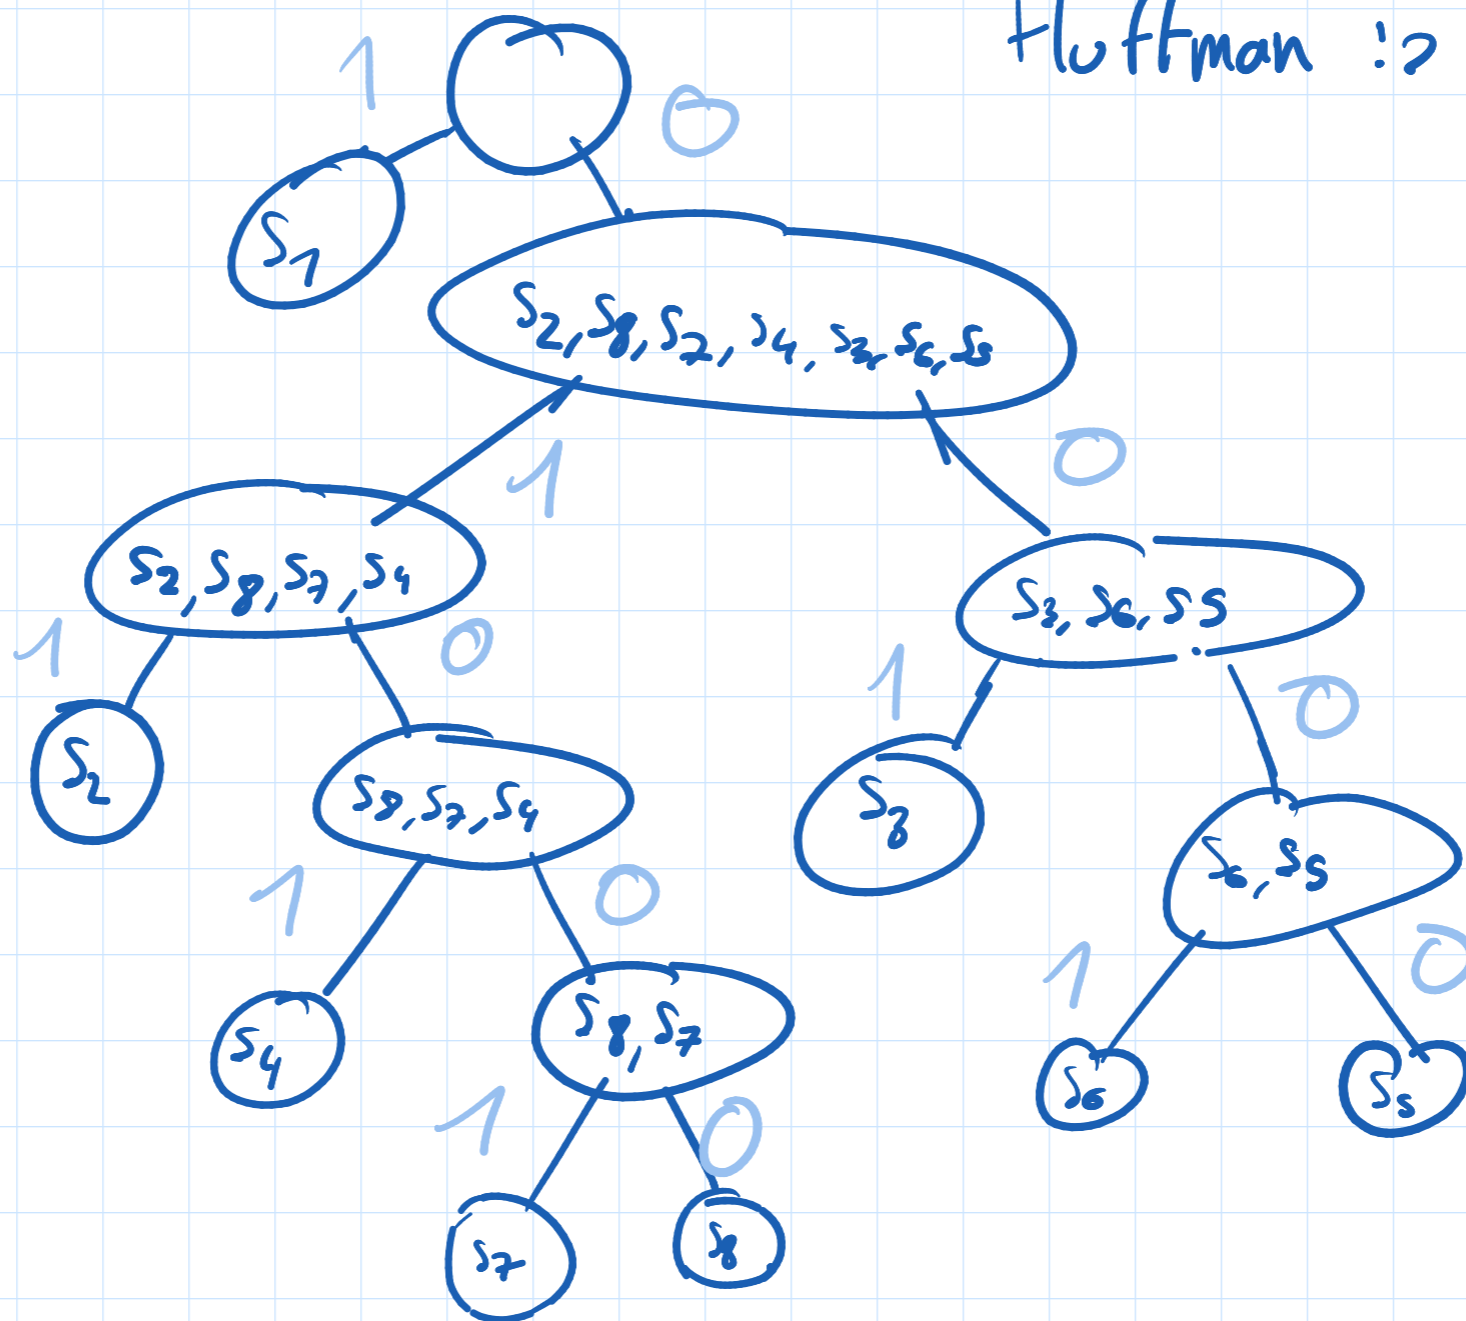 Huffman :>
1
0
S1
S2, S8, S7, S4, S3, S6, S5
1
0
S2, S8, S7, S4
S3, S6, S5
1
0
1
0
S2
S8, S7, S4
S3
S6, S5
1
0
1
0
S4
S8, S7
S6
S5
1
0
S7
S8